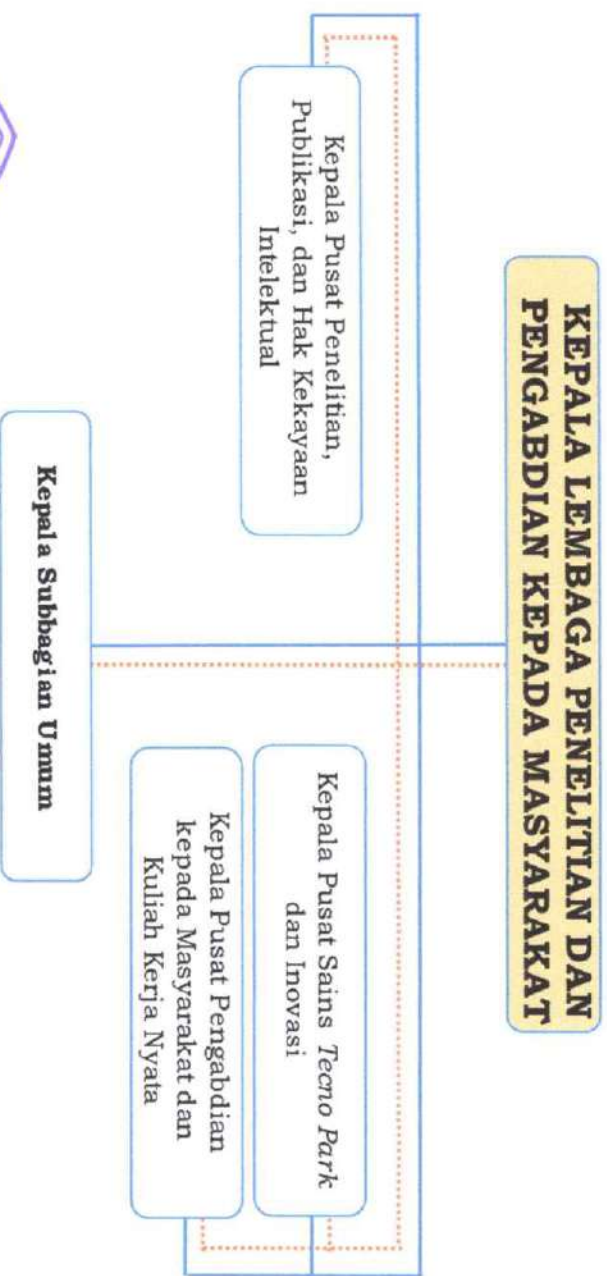 KEPALA LEMBAGA PENELITIAN DAN
PENGABDIAN KEPADA MASYARAKAT
Kepala Pusat Penelitian,
Publikasi, dan Hak Kekayaan
Intelektual
Kepala Pusat Sains Tecno Park
dan Inovasi
Kepala Pusat Pengabdian
kepada Masyarakat dan
Kuliah Kerja Nyata
Kepala Subbagian Umum